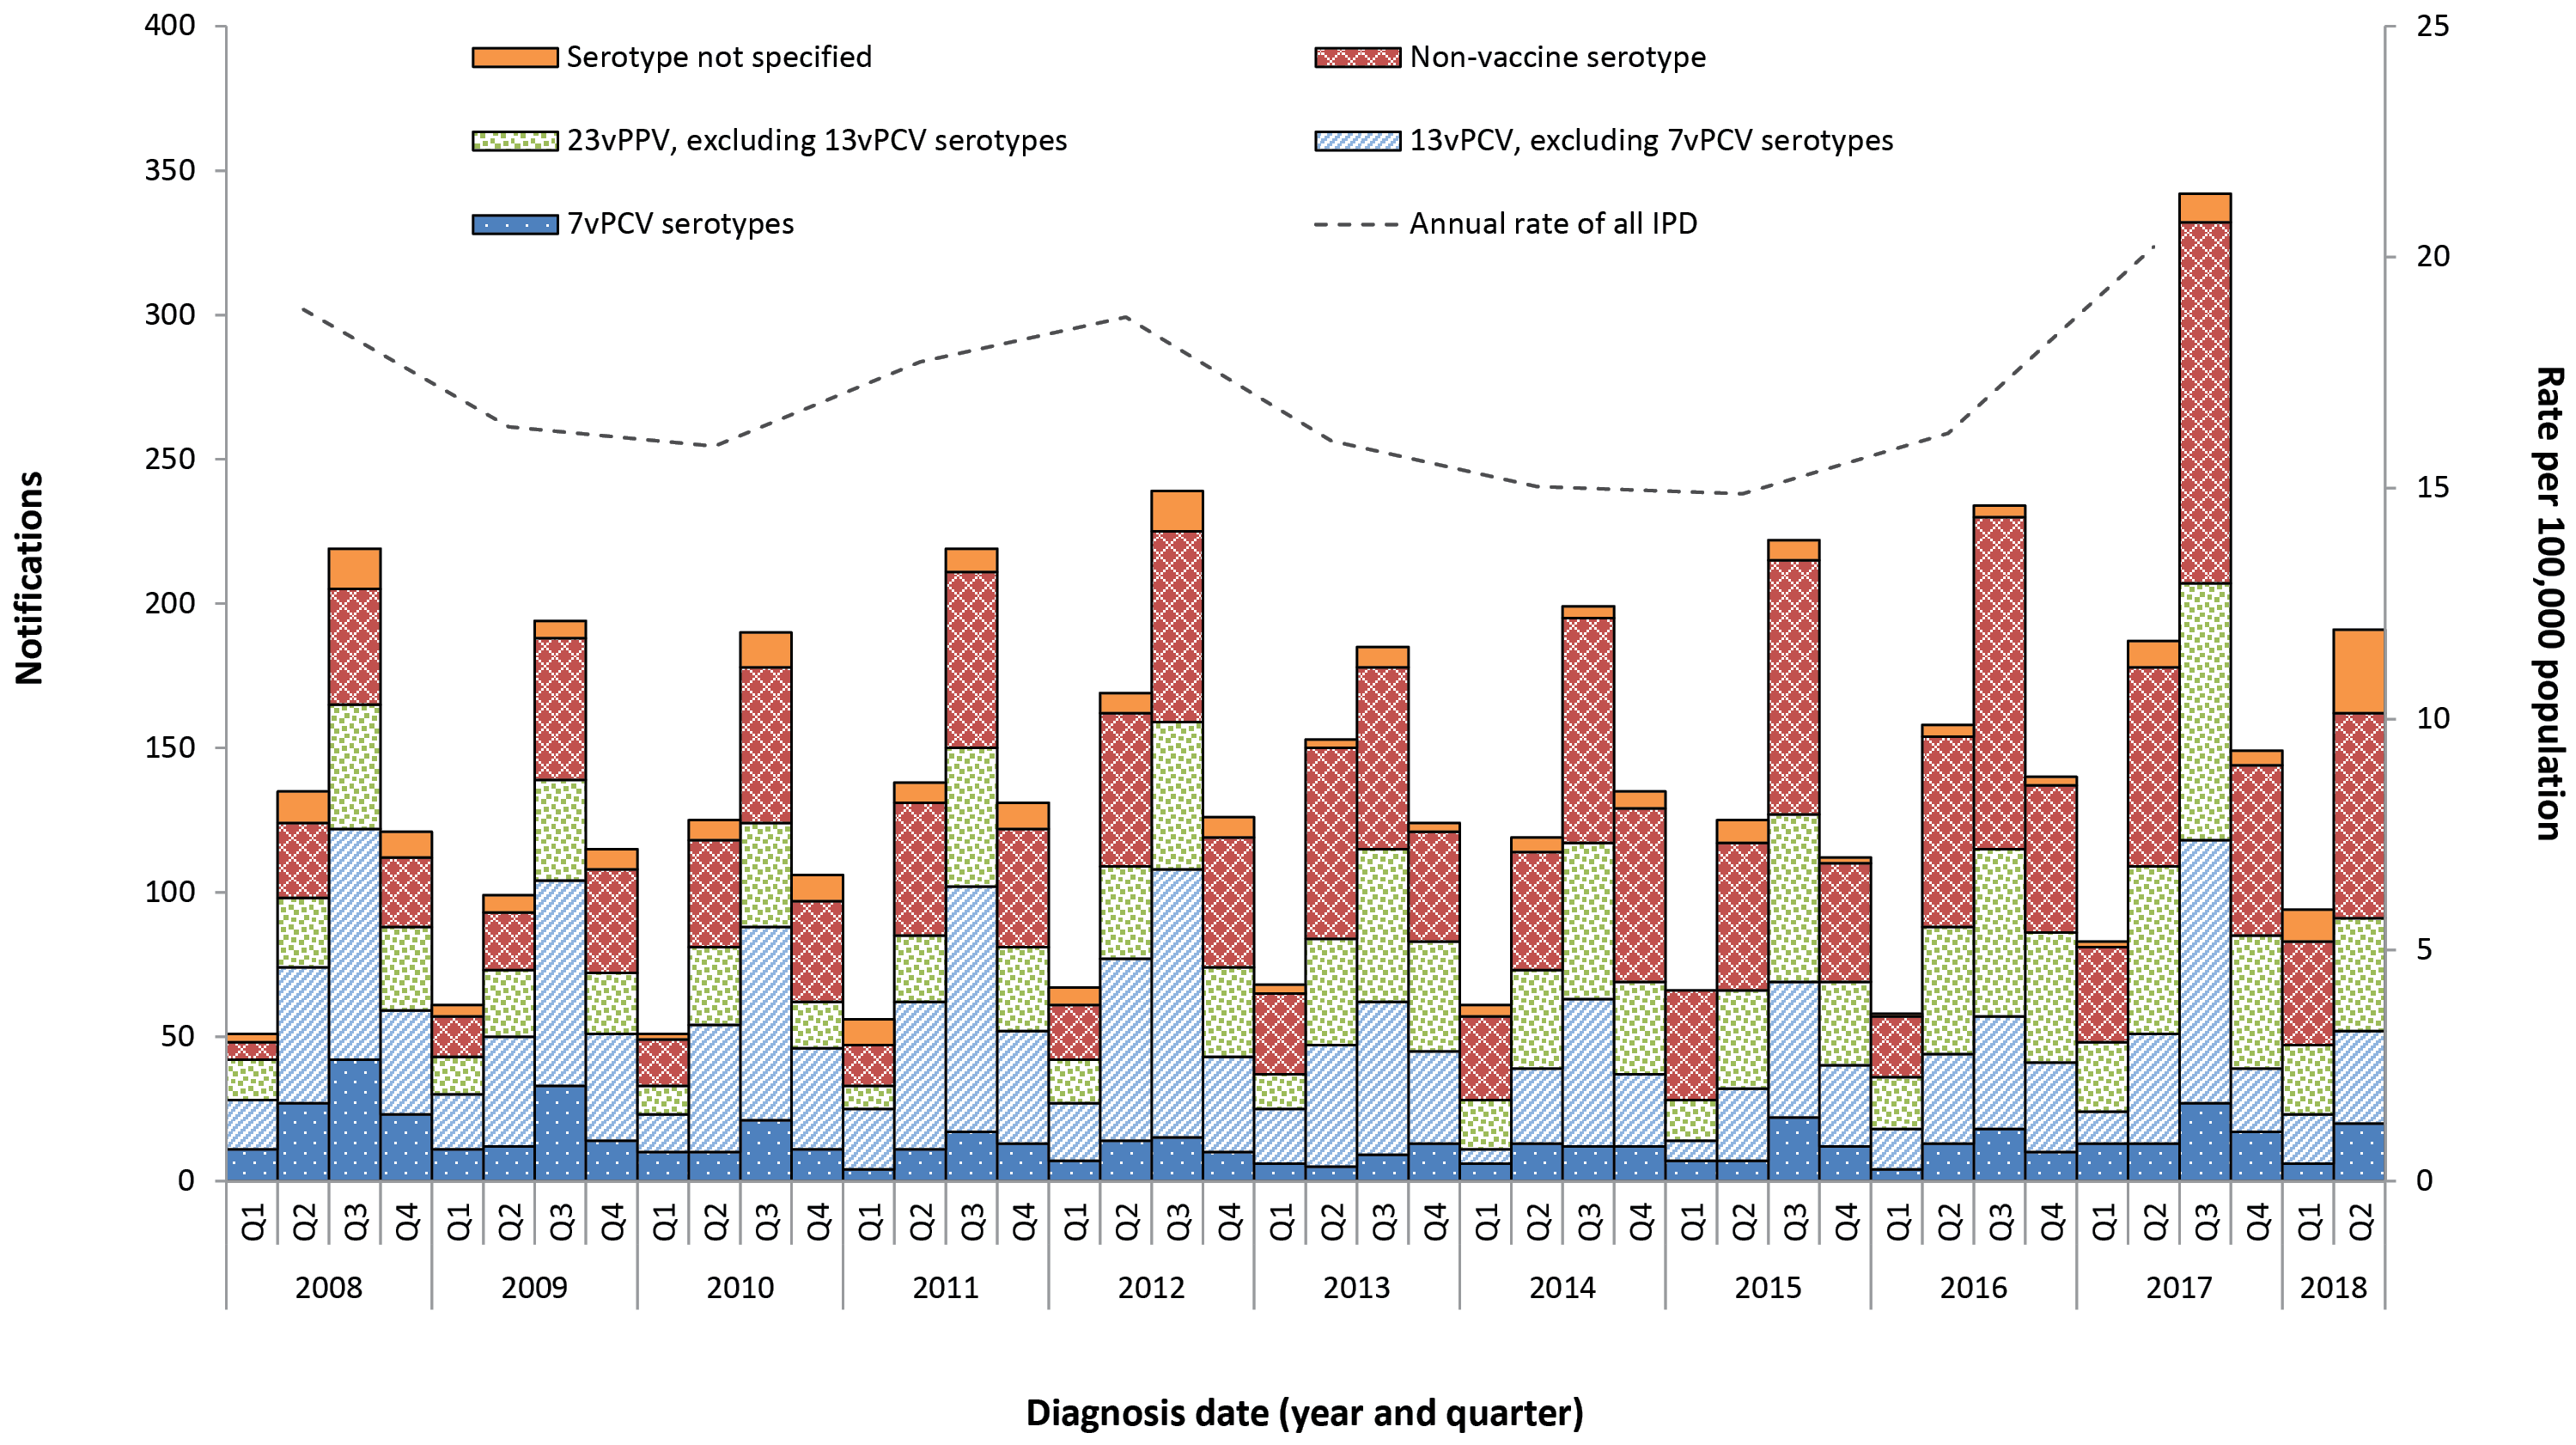 400
350
300
250
200
150
100
50
0
Notifications
Serotype not specified
Non-vaccine serotype
23vPPV, excluding 13vPCV serotypes
13vPCV, excluding 7vPCV serotypes
7vPCV serotypes
Annual rate of all IPD
25
20
15
10
5
0
Rate per 100,000 population
Q1 Q2 Q3 Q4 Q1 Q2 Q3 Q4 Q1 Q2 Q3 Q4 Q1 Q2 Q3 Q4 Q1 Q2 Q3 Q4 Q1 Q2 Q3 Q4 Q1 Q2 Q3 Q4 Q1 Q2 Q3 Q4 Q1 Q2 Q3 Q4 Q1 Q2 Q3 Q4 Q1 Q2
2008 2009 2010 2011 2012 2013 2014 2015 2016 2017 2018
Diagnosis date (year and quarter)